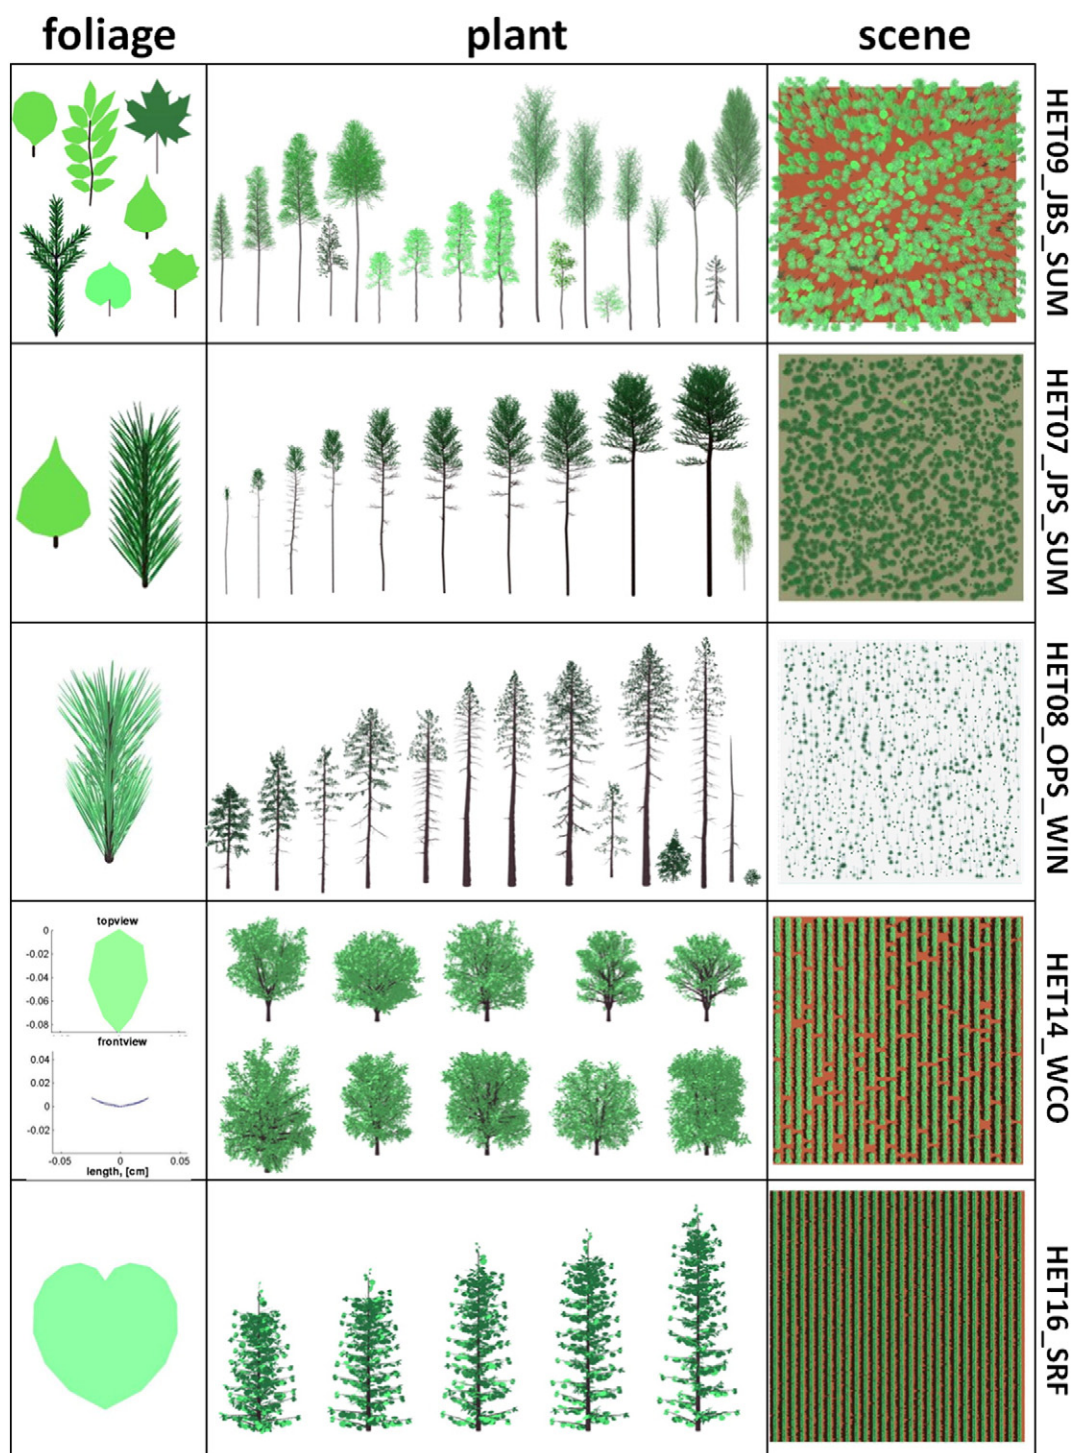 foliage plant scene
HET09_JBS_SUM
HET07_JPS_SUM
HET08_OPS_WIN
topview
0
-0.02
-0.04
-0.06
-0.08
frontview
0.04
0.02
0
-0.02
-0.05 0 0.05
length, [cm]
HET14_WCO
HET16_SRF